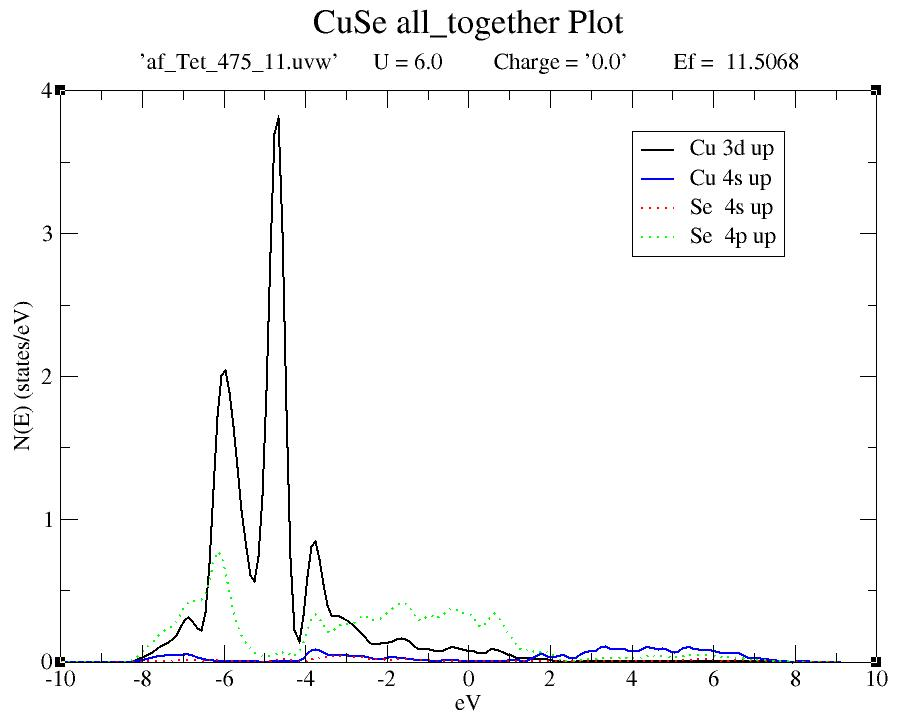 CuSe all_together Plot
'af_Tet_475_11.uvw' U = 6.0 Charge = '0.0' Ef = 11.5068
4
3
2
1
0
N(E) (states/eV)
Cu 3d up
Cu 4s up
Se 4s up
Se 4p up
-10 -8 -6 -4 -2 0 2 4 6 8 10
eV